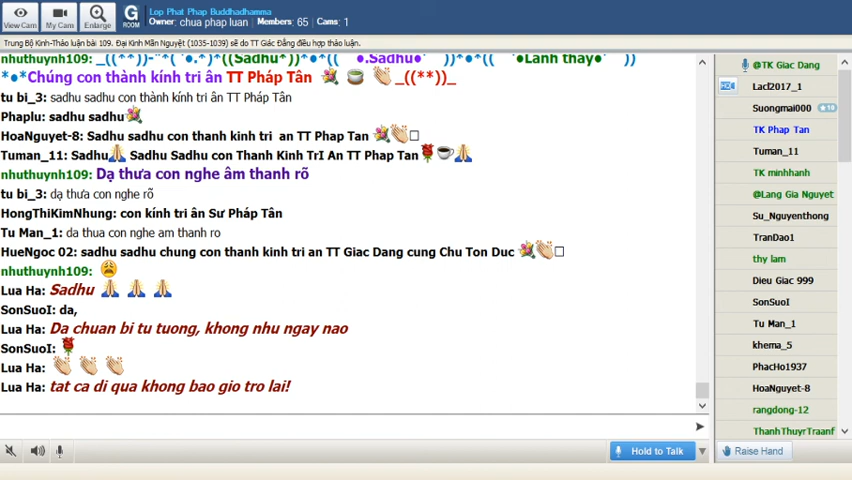 View Cam
My Cam
Enlarge
G
ROOM
Lop Phat Phap Buddhadhamma
Owner: chua phap luan Members: 65 Cams: 1
Trung Bộ Kinh-Thảo luận bài 109. Đại Kinh Mãn Nguyệt (1035-1039) sẽ do TT Giác Đẳng điều hợp thảo luận.
nhuthuynh109: _((**))-"*( •.*)((Sadhu*))•*((   •.Sadhu•   ))•*((   •Lành thay•   ))
*•*Chúng con thành kính tri ân TT Pháp Tân _((**))_
tu bi_3: sadhu sadhu con thành kính tri ân TT Pháp Tân
Phaplu: sadhu sadhu
HoaNguyet-8: Sadhu sadhu con thanh kinh tri an TT Phap Tan
Tuman_11: Sadhu Sadhu Sadhu con Thanh Kinh TrI An TT Phap Tan
nhuthuynh109: Dạ thưa con nghe âm thanh rõ
tu bi_3: dạ thưa con nghe rõ
HongThiKimNhung: con kính tri ân Sư Pháp Tân
Tu Man_1: da thua con nghe am thanh ro
HueNgoc 02: sadhu sadhu chung con thanh kinh tri an TT Giac Dang cung Chu Ton Duc
nhuthuynh109:
Lua Ha: Sadhu
SonSuoI: da,
Lua Ha: Da chuan bi tu tuong, khong nhu ngay nao
SonSuoI:
Lua Ha:
Lua Ha: tat ca di qua khong bao gio tro lai!
Hold to Talk
@TK Giac Dang
Lacl2017_1
Suongmai000 10
TK Phap Tan
Tuman_11
TK minhhanh
@Lang Gia Nguyet
Su_Nguyenthong
TranDao1
thy lam
Dieu Giac 999
SonSuoI
Tu Man_1
khema_5
PhacHo1937
HoaNguyet-8
rangdong-12
ThanhThuyrTraanf
Raise Hand